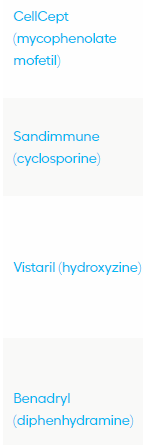 CellCept
(mycophenolate
mofetil)
Sandimmune
(cyclosporine)
Vistaril (hydroxyzine)
Benadryl
(diphenhydramine)